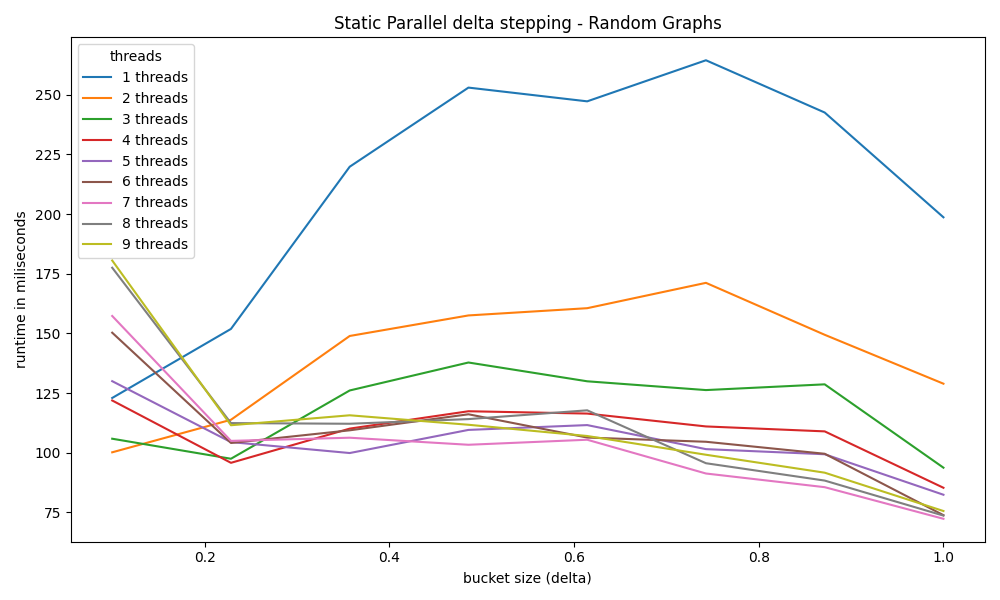 Static Parallel delta stepping - Random Graphs
threads
1 threads
2 threads
3 threads
4 threads
5 threads
6 threads
7 threads
8 threads
9 threads
runtime in miliseconds
250
225
200
175
150
125
100
75
0.2 0.4 0.6 0.8 1.0
bucket size (delta)